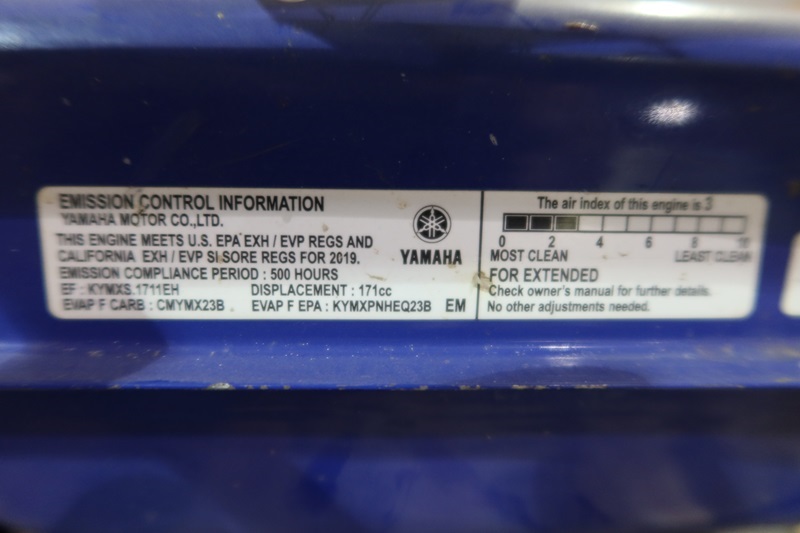 EMISSION CONTROL INFORMATION
YAMAHA MOTOR CO.,LTD.
THIS ENGINE MEETS U.S. EPA EXH / EVP REGS AND
CALIFORNIA EXH / EVP SI SORE REGS FOR 2019.
EMISSION COMPLIANCE PERIOD : 500 HOURS
EF : KYMXS.1711EH DISPLACEMENT : 171cc
EVAP F CARB : CMYMX23B EVAP F EPA : KYMXPNHEQ23B EM
YAMAHA
The air index of this engine is 3
0 2 4 6 8 10
MOST CLEAN LEAST CLEAN
FOR EXTENDED
Check owner's manual for further details.
No other adjustments needed.